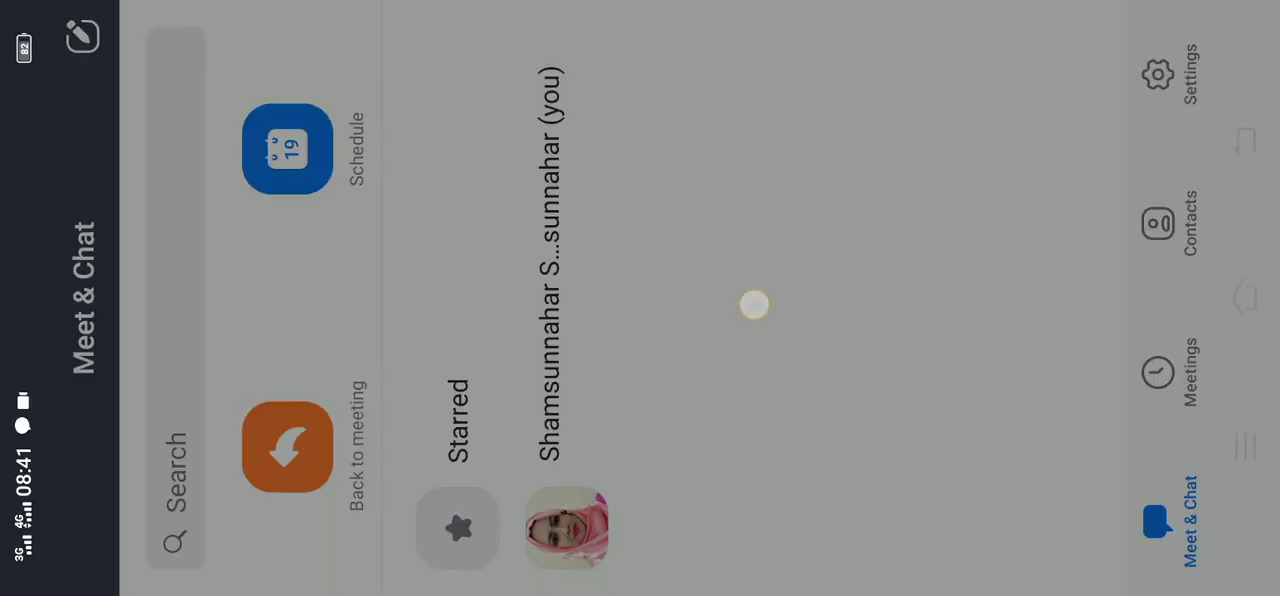 3G 4G 08:41 82
Meet & Chat
Search
Back to meeting
19
Schedule
Starred
Shamsunnahar S...sunnahar (you)
Meet & Chat
Meetings
Contacts
Settings